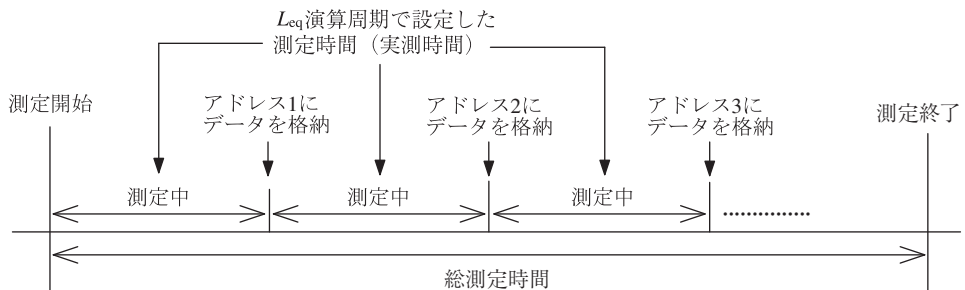 Leq演算周期で設定した
測定時間（実測時間）
測定開始
アドレス1に
データを格納
アドレス2に
データを格納
アドレス3に
データを格納
測定終了
測定中
測定中
測定中
総測定時間